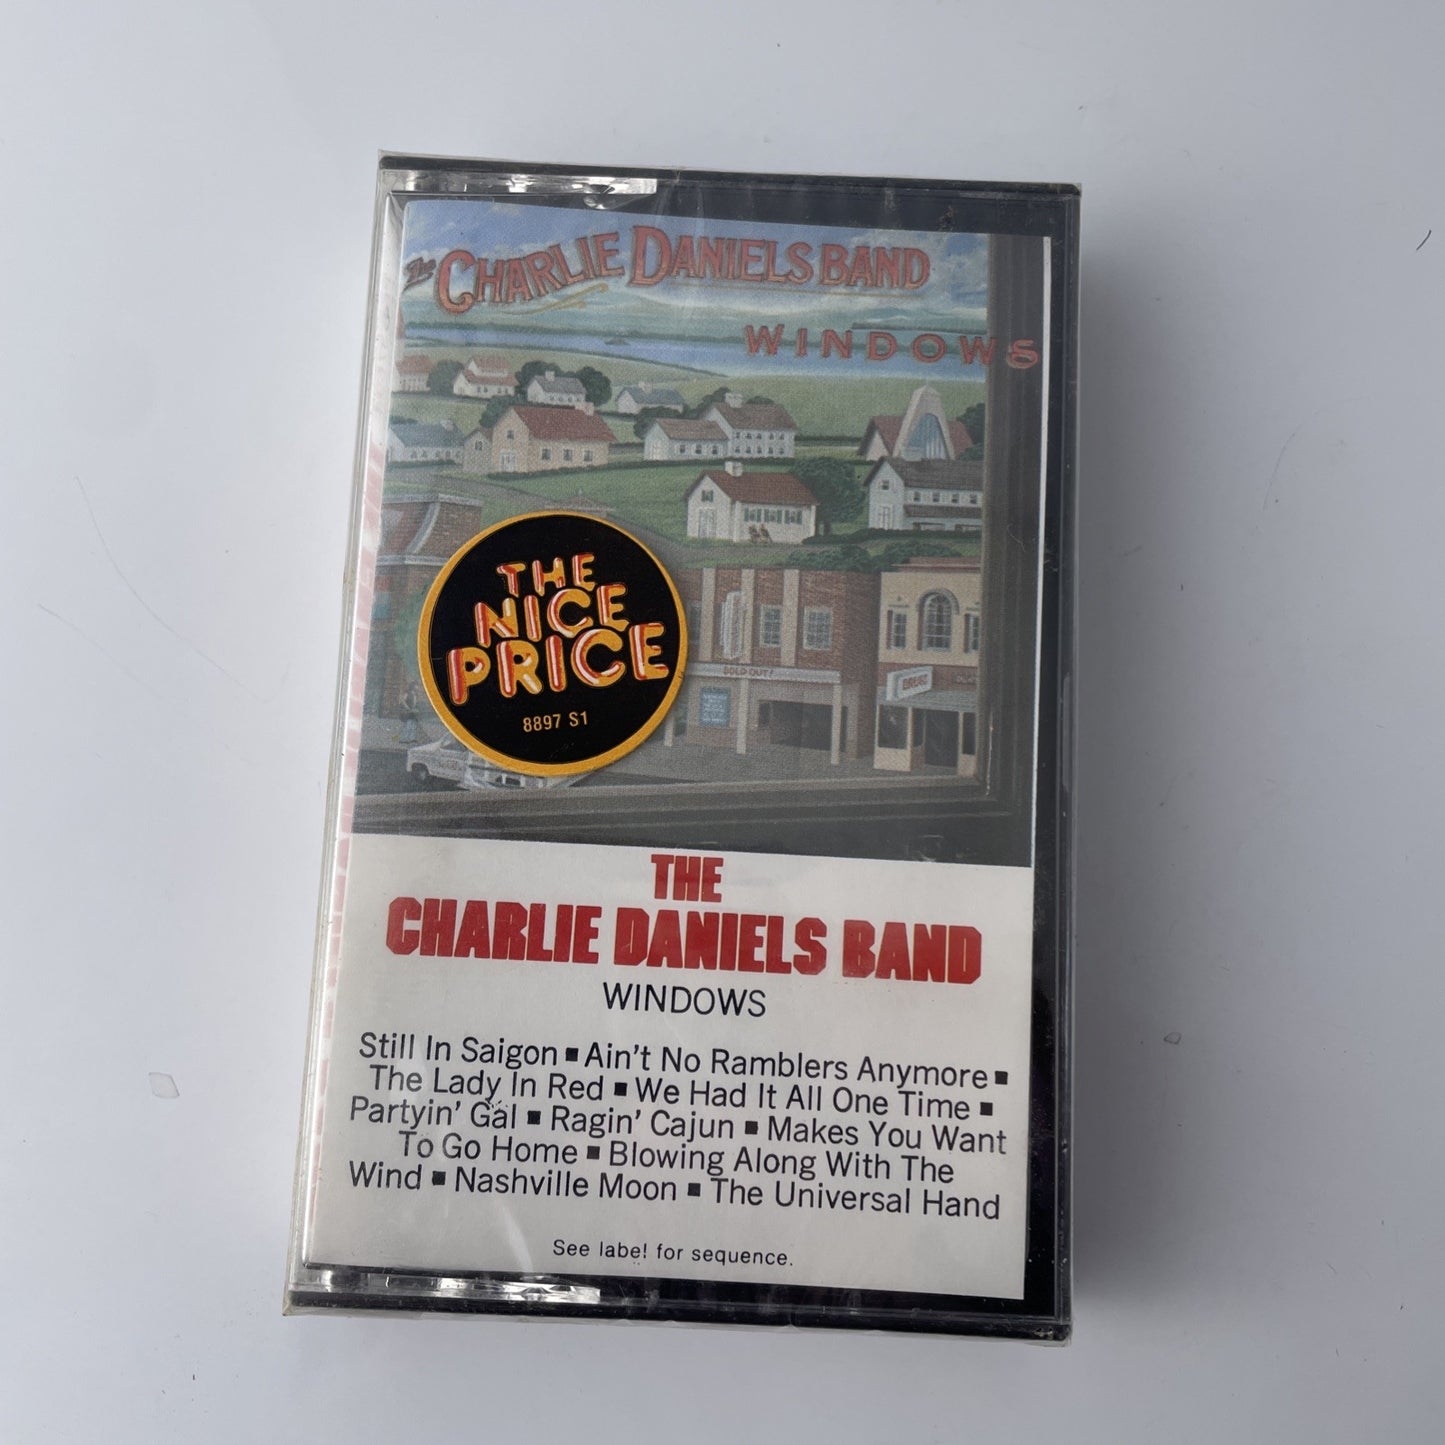 The CHARLIE DANIELS BAND
WINDOWS
THE
NICE
PRICE
8897 S1
SOLD OUT!
DRUGS
THE
CHARLIE DANIELS BAND
WINDOWS
Still In Saigon ■ Ain't No Ramblers Anymore ■
The Lady In Red ■ We Had It All One Time ■
Partyin' Gal ■ Ragin' Cajun ■ Makes You Want
To Go Home ■ Blowing Along With The
Wind ■ Nashville Moon ■ The Universal Hand
See label for sequence.